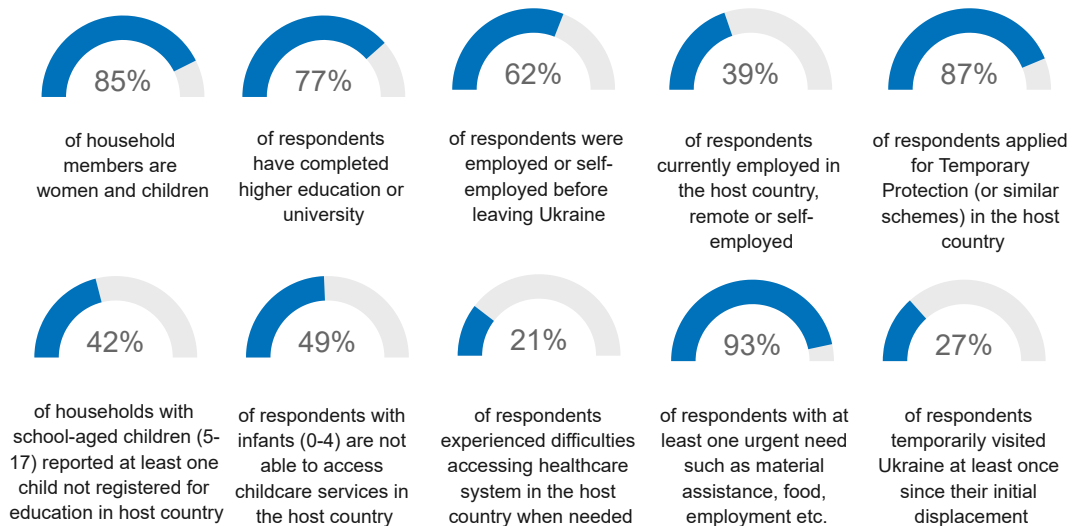 85%
of household
members are
women and children
77%
of respondents
have completed
higher education or
university
62%
of respondents were
employed or self-
employed before
leaving Ukraine
39%
of respondents
currently employed in
the host country,
remote or self-
employed
87%
of respondents applied
for Temporary
Protection (or similar
schemes) in the host
country
42%
of households with
school-aged children (5-
17) reported at least one
child not registered for
education in host country
49%
of respondents with
infants (0-4) are not
able to access
childcare services in
the host country
21%
of respondents
experienced difficulties
accessing healthcare
system in the host
country when needed
93%
of respondents with at
least one urgent need
such as material
assistance, food,
employment etc.
27%
of respondents
temporarily visited
Ukraine at least once
since their initial
displacement